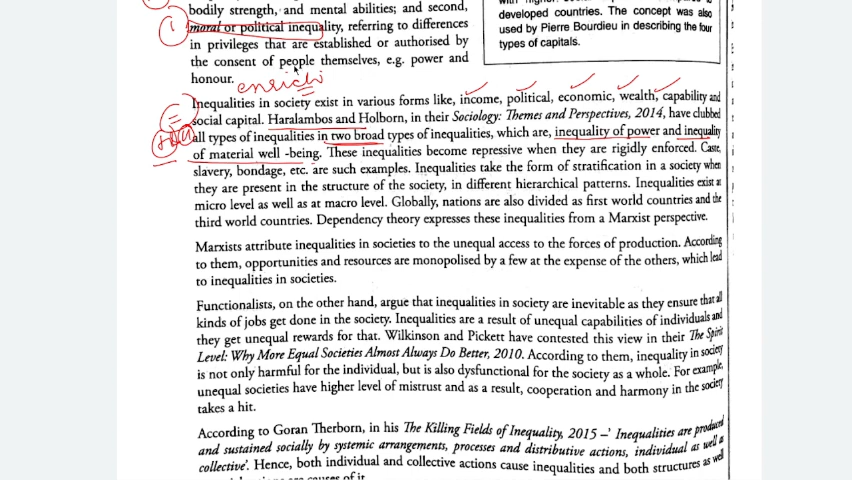 bodily strength, and mental abilities; and second,
moral or political inequality, referring to differences
in privileges that are established or authorised by
the consent of people themselves, e.g. power and
honour.
developed countries. The concept was also
used by Pierre Bourdieu in describing the four
types of capitals.
enrich
Inequalities in society exist in various forms like, income, political, economic, wealth, capability and
social capital. Haralambos and Holborn, in their Sociology: Themes and Perspectives, 2014, have clubbed
all types of inequalities in two broad types of inequalities, which are, inequality of power and inequality
of material well -being. These inequalities become repressive when they are rigidly enforced. Caste,
slavery, bondage, etc. are such examples. Inequalities take the form of stratification in a society when
they are present in the structure of the society, in different hierarchical patterns. Inequalities exist at
micro level as well as at macro level. Globally, nations are also divided as first world countries and the
third world countries. Dependency theory expresses these inequalities from a Marxist perspective.
Marxists attribute inequalities in societies to the unequal access to the forces of production. According
to them, opportunities and resources are monopolised by a few at the expense of the others, which lead
to inequalities in societies.
Functionalists, on the other hand, argue that inequalities in society are inevitable as they ensure that all
kinds of jobs get done in the society. Inequalities are a result of unequal capabilities of individuals and
they get unequal rewards for that. Wilkinson and Pickett have contested this view in their The Spirit
Level: Why More Equal Societies Almost Always Do Better, 2010. According to them, inequality in society
is not only harmful for the individual, but is also dysfunctional for the society as a whole. For example,
unequal societies have higher level of mistrust and as a result, cooperation and harmony in the society
takes a hit.
According to Goran Therborn, in his The Killing Fields of Inequality, 2015 –' Inequalities are produced
and sustained socially by systemic arrangements, processes and distributive actions, individual as well as
collective'. Hence, both individual and collective actions cause inequalities and both structures as well